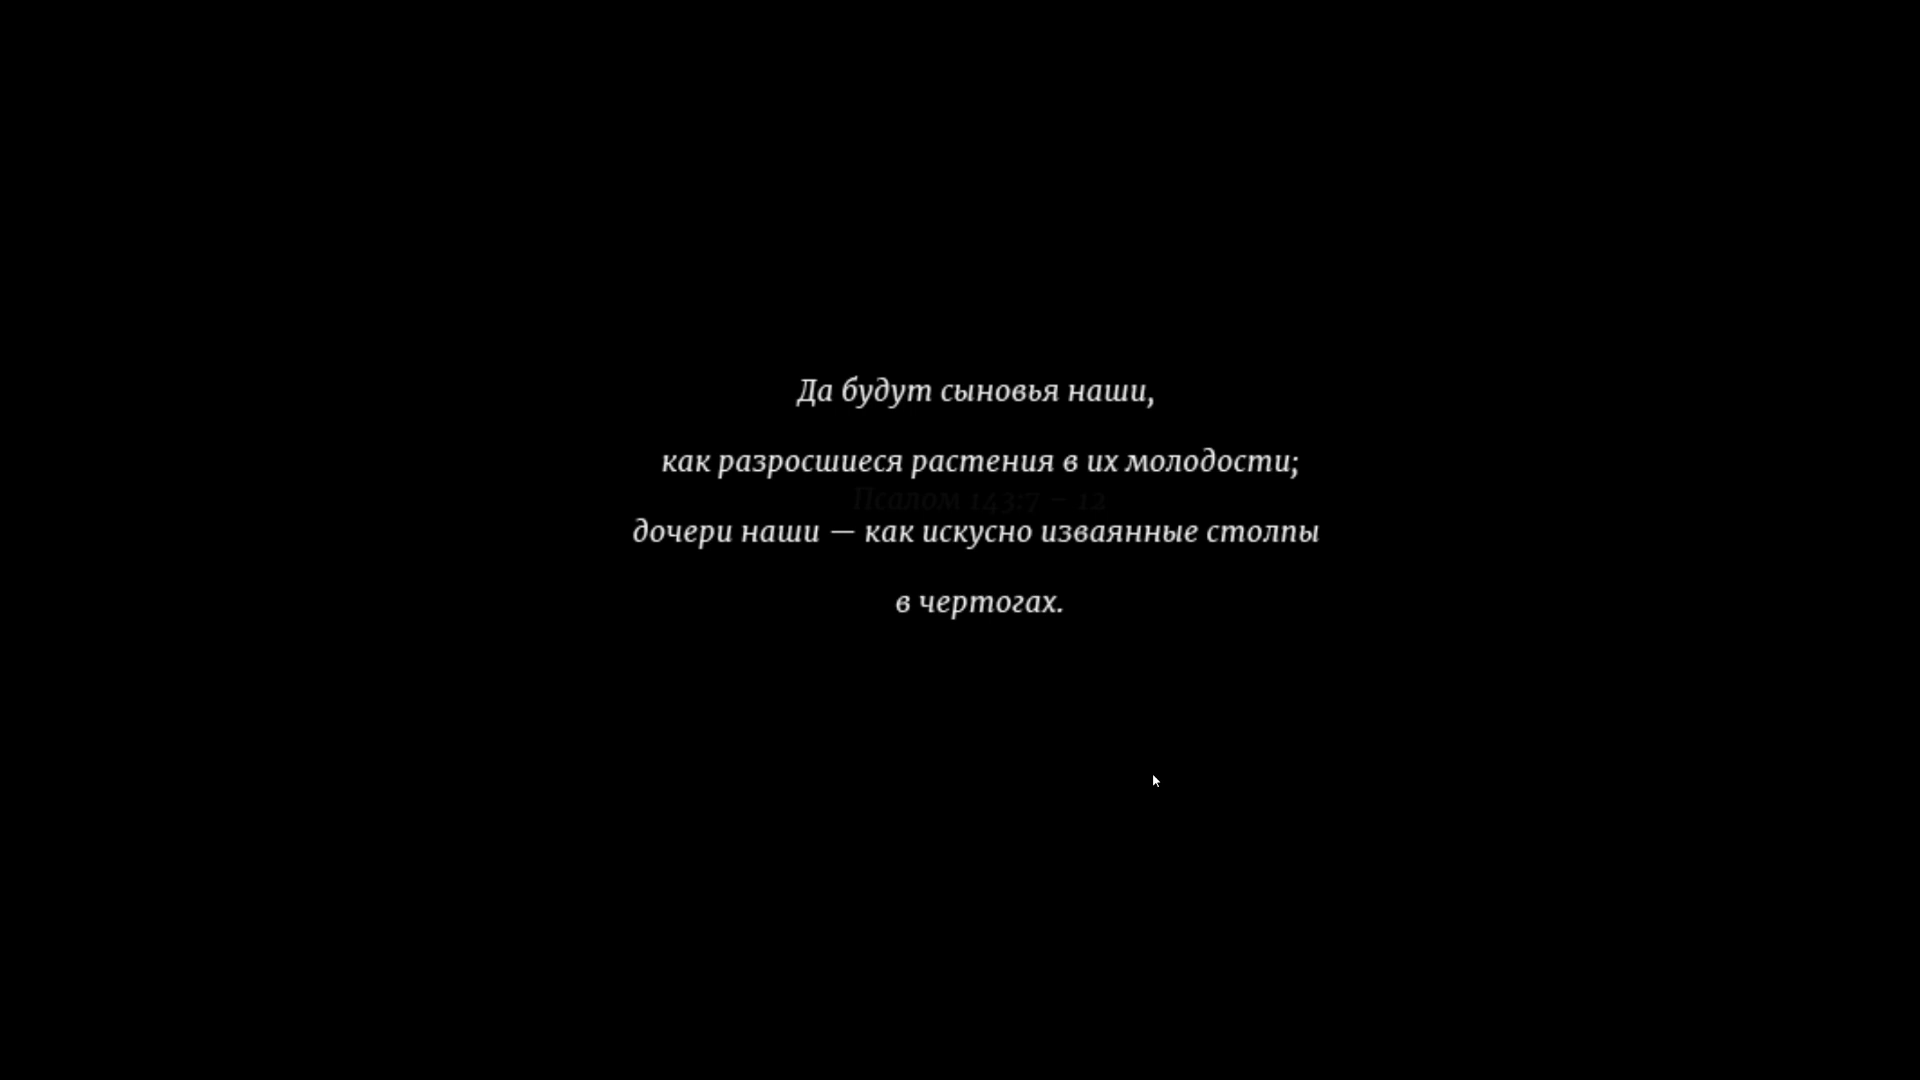 Да будут сыновья наши,
как разросшиеся растения в их молодости;
Псалом 143:7 – 12
дочери наши — как искусно изваянные столпы
в чертогах.